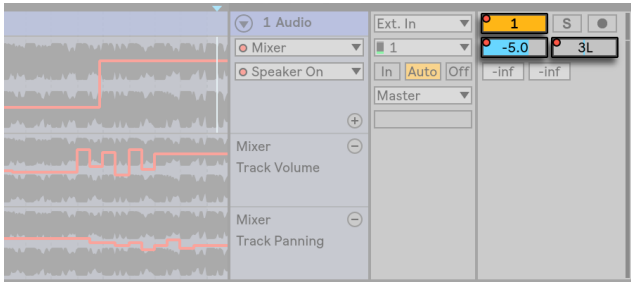 1 Audio Ext. In 1 S
Mixer 1 -5.0 3L
Speaker On In Auto Off -inf -inf
Master
Mixer
Track Volume
Mixer
Track Panning